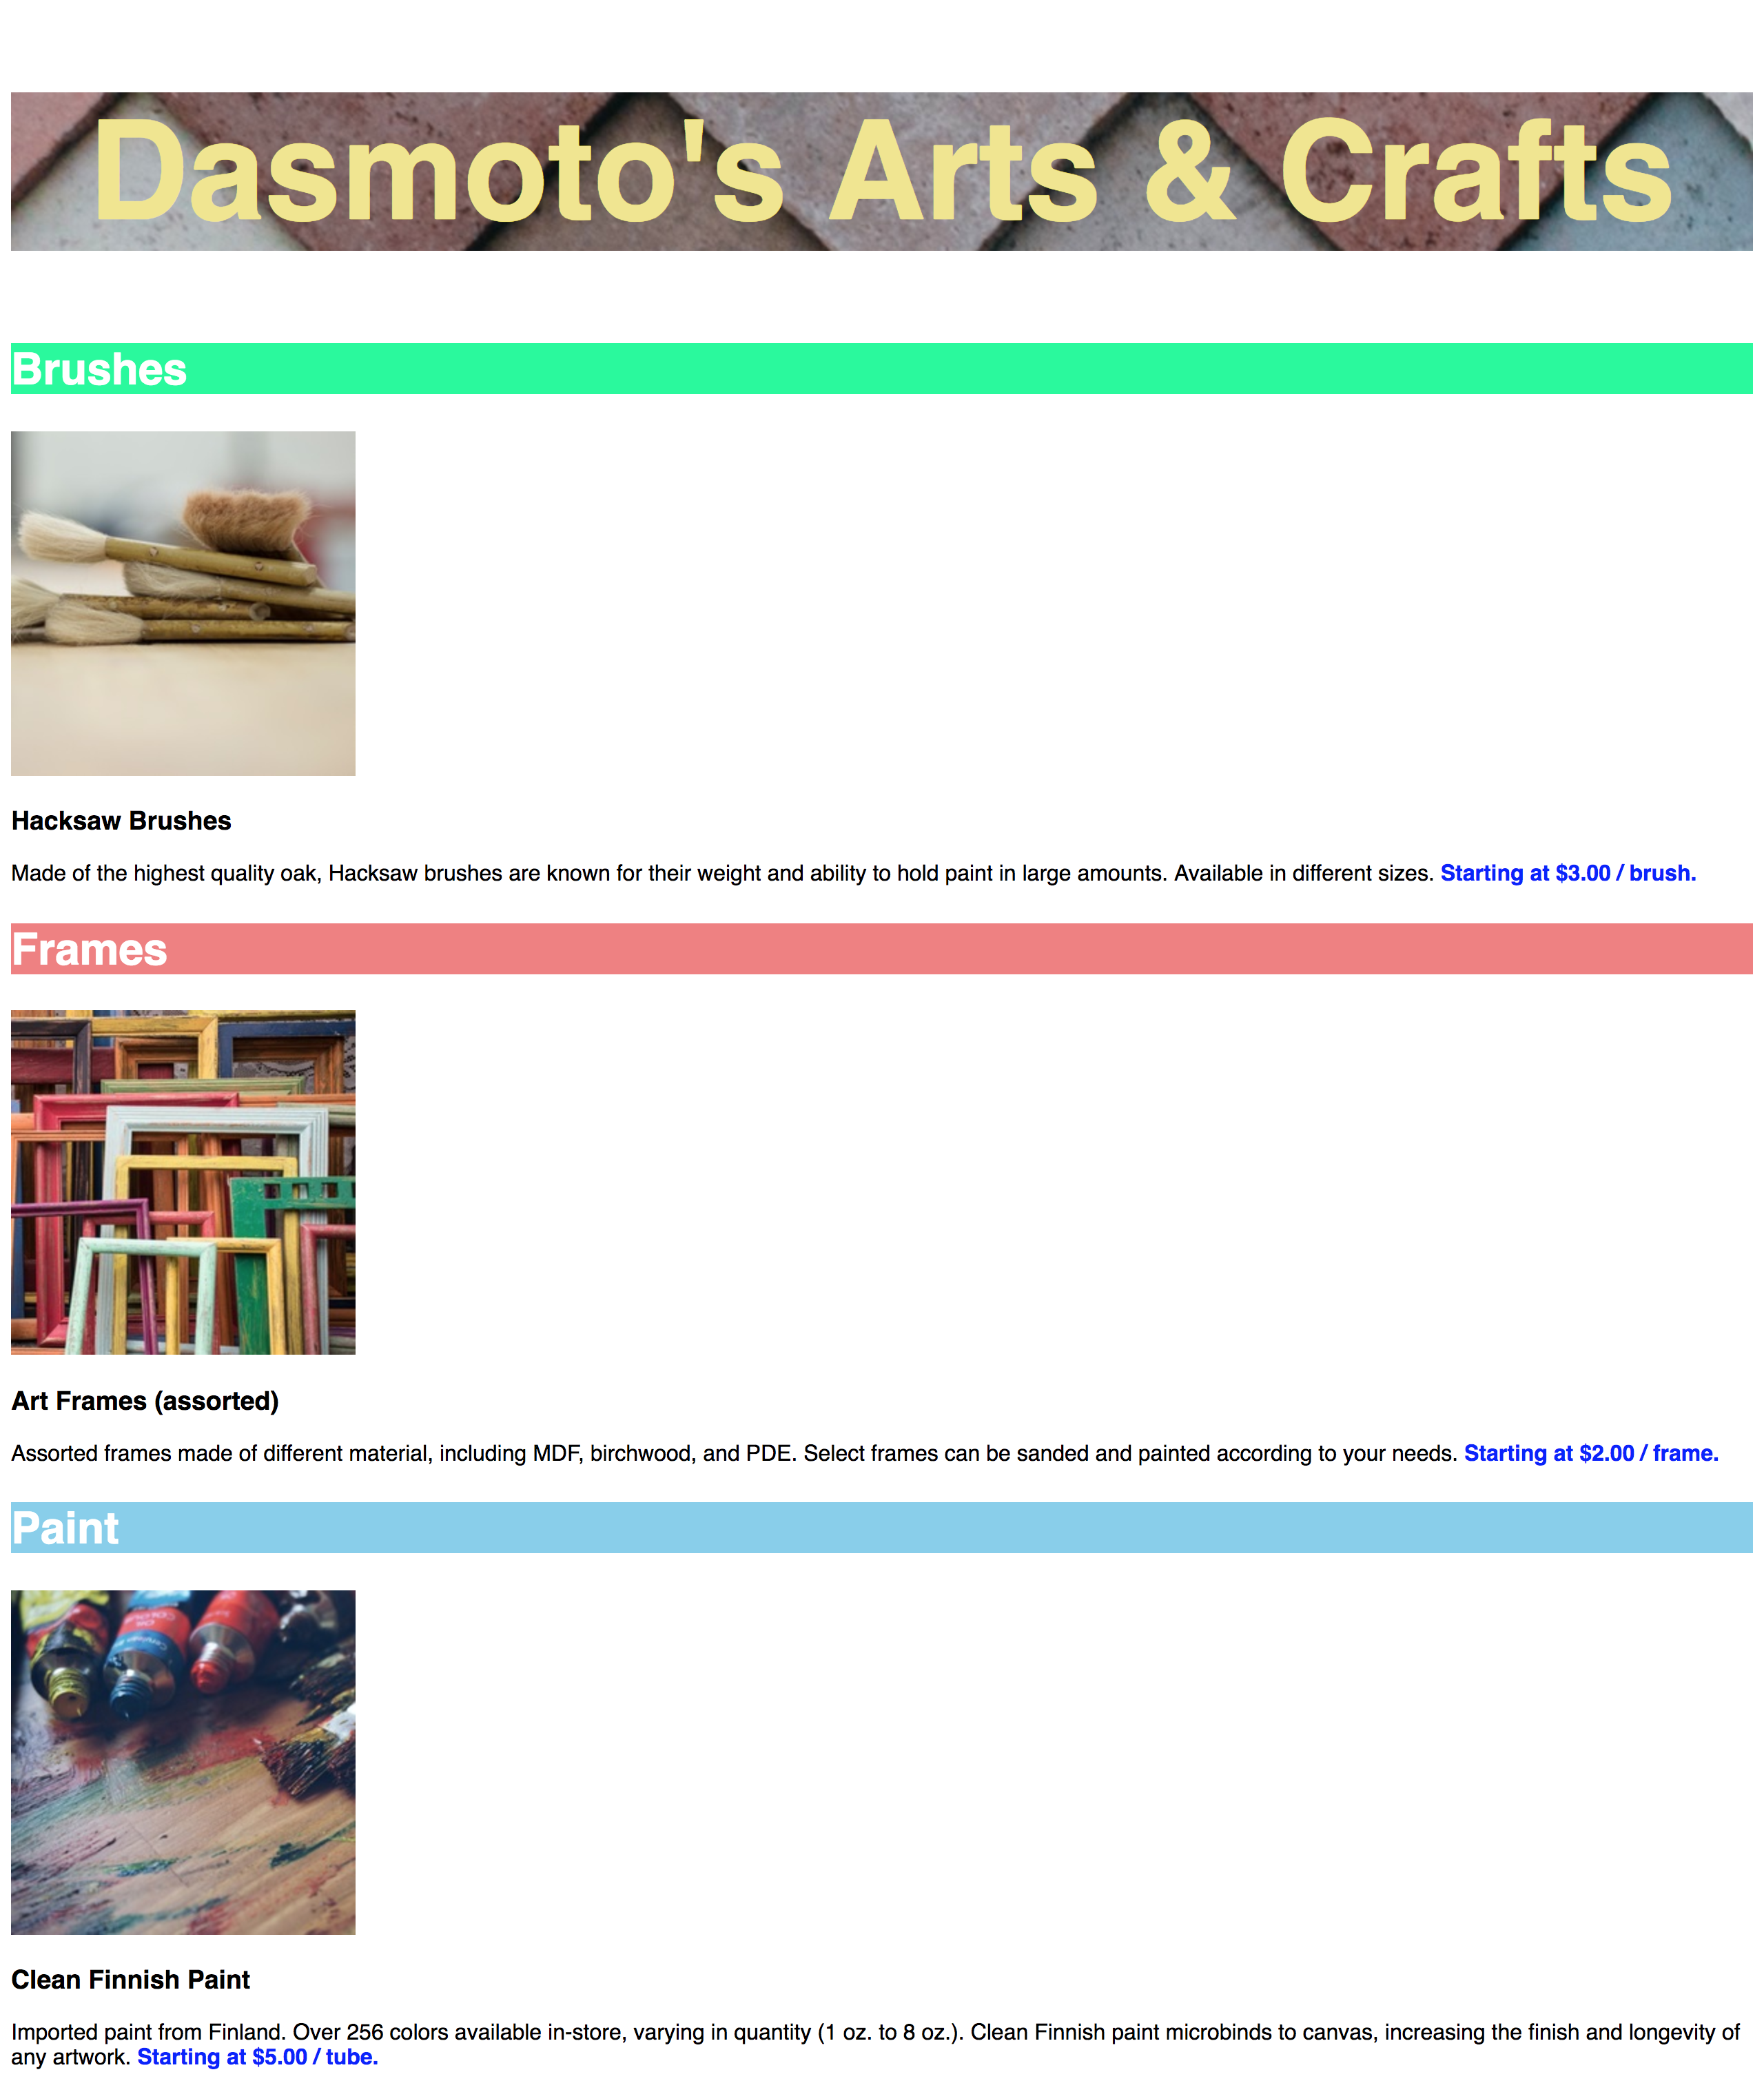 Dasmoto's Arts & Crafts
Brushes
Hacksaw Brushes
Made of the highest quality oak, Hacksaw brushes are known for their weight and ability to hold paint in large amounts. Available in different sizes. Starting at $3.00 / brush.
Frames
Art Frames (assorted)
Assorted frames made of different material, including MDF, birchwood, and PDE. Select frames can be sanded and painted according to your needs. Starting at $2.00 / frame.
Paint
Clean Finnish Paint
Imported paint from Finland. Over 256 colors available in-store, varying in quantity (1 oz. to 8 oz.). Clean Finnish paint microbinds to canvas, increasing the finish and longevity of
any artwork. Starting at $5.00 / tube.